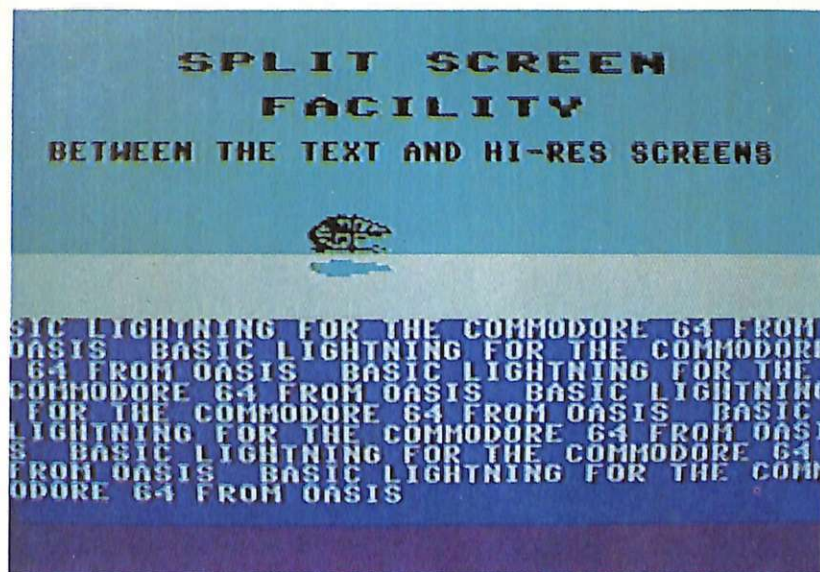 SPLIT SCREEN
FACILITY
BETWEEN THE TEXT AND HI-RES SCREENS
SIC LIGHTNING FOR THE COMMODORE 64 FROM
OASIS BASIC LIGHTNING FOR THE COMMODORE
64 FROM OASIS BASIC LIGHTNING FOR THE
COMMODORE 64 FROM OASIS BASIC LIGHTNING
FOR THE COMMODORE 64 FROM OASIS BASIC
LIGHTNING FOR THE COMMODORE 64 FROM OASI
S BASIC LIGHTNING FOR THE COMMODORE 64
FROM OASIS BASIC LIGHTNING FOR THE COMM
ODORE 64 FROM OASIS